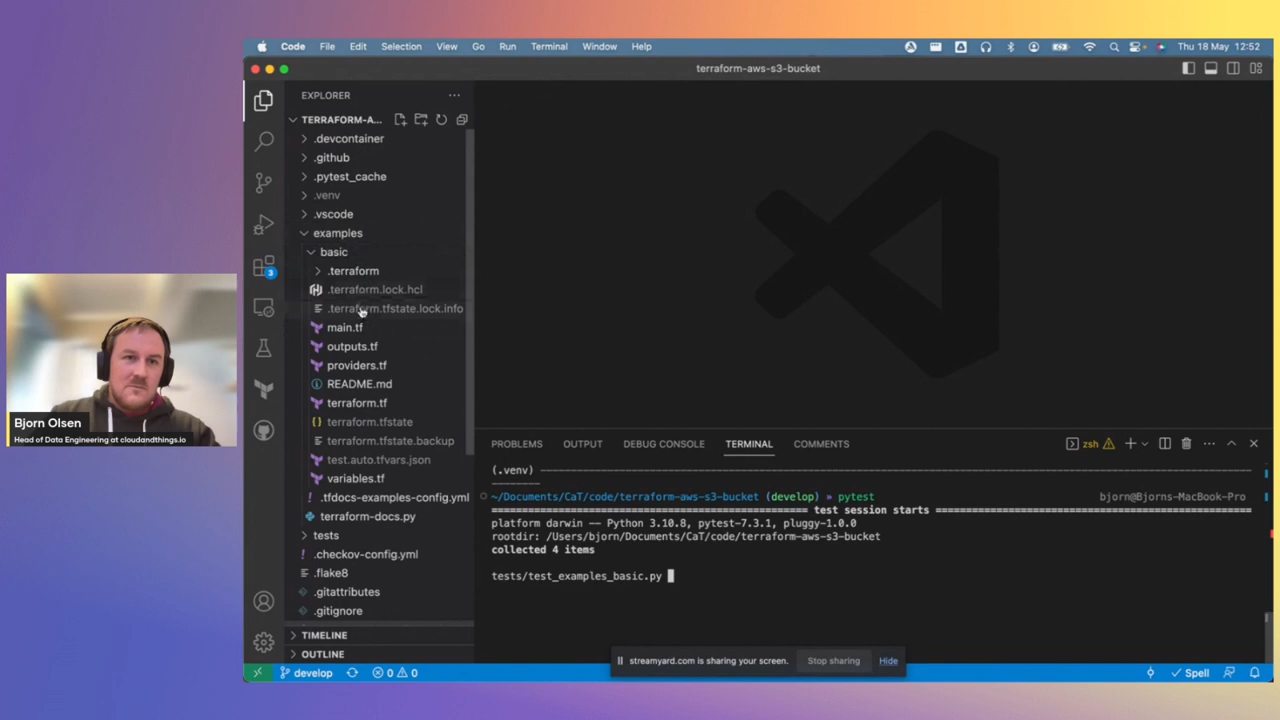 Code File Edit Selection View Go Run Terminal Window Help Thu 18 May 12:52
terraform-aws-s3-bucket
EXPLORER
TERRAFORM-A...
.devcontainer
.github
.pytest_cache
.venv
.vscode
examples
basic
.terraform
.terraform.lock.hcl
.terraform.tfstate.lock.info
main.tf
outputs.tf
providers.tf
README.md
terraform.tf
terraform.tfstate
terraform.tfstate.backup
test.auto.tfvars.json
variables.tf
.tfdocs-examples-config.yml
terraform-docs.py
tests
.checkov-config.yml
.flake8
.gitattributes
.gitignore
TIMELINE
OUTLINE
3
PROBLEMS OUTPUT DEBUG CONSOLE TERMINAL COMMENTS zsh
(.venv)
~/Documents/CaT/code/terraform-aws-s3-bucket (develop) » pytest bjorn@Bjorns-MacBook-Pro
test session starts
platform darwin -- Python 3.10.8, pytest-7.3.1, pluggy-1.0.0
rootdir: /Users/bjorn/Documents/CaT/code/terraform-aws-s3-bucket
collected 4 items
tests/test_examples_basic.py
streamyard.com is sharing your screen. Stop sharing Hide
develop 0 0 Spell
Bjorn Olsen
Head of Data Engineering at cloudandthings.io